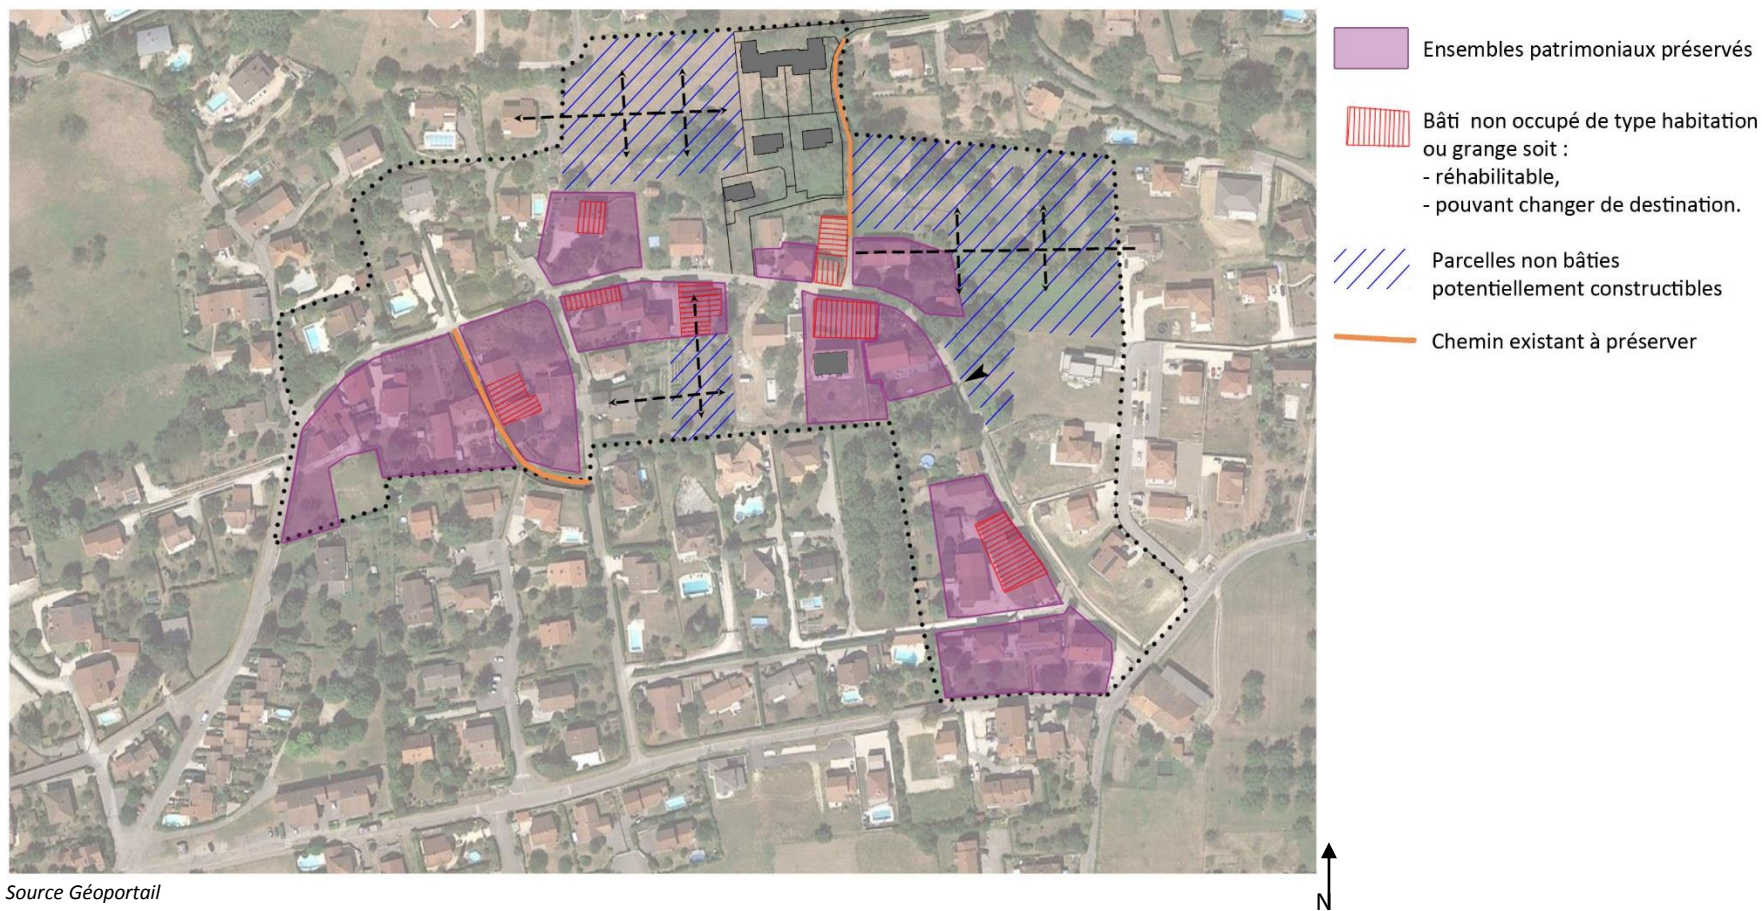 Ensembles patrimoniaux préservés
Bâti non occupé de type habitation
ou grange soit :
- réhabilitable,
- pouvant changer de destination.
Parcelles non bâties
potentiellement constructibles
Chemin existant à préserver
Source Géoportail
N